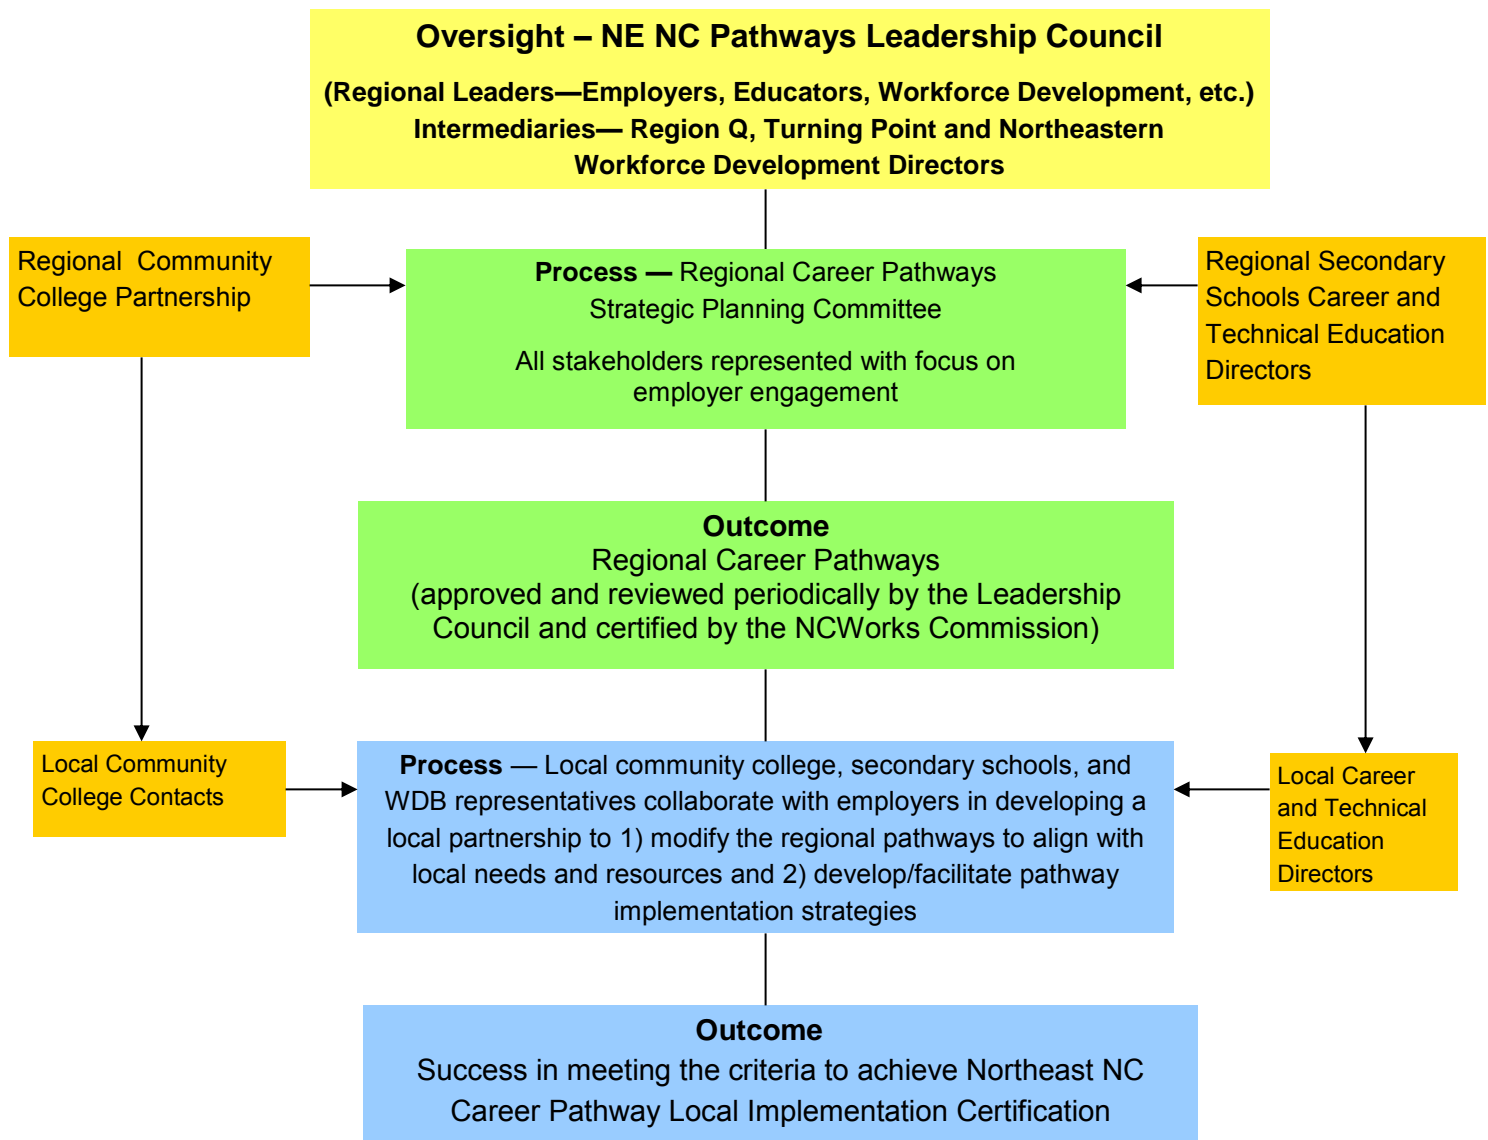 Oversight – NE NC Pathways Leadership Council
(Regional Leaders—Employers, Educators, Workforce Development, etc.)
Intermediaries— Region Q, Turning Point and Northeastern
Workforce Development Directors
Regional Community
College Partnership
Process — Regional Career Pathways
Strategic Planning Committee
All stakeholders represented with focus on
employer engagement
Regional Secondary
Schools Career and
Technical Education
Directors
Outcome
Regional Career Pathways
(approved and reviewed periodically by the Leadership
Council and certified by the NCWorks Commission)
Local Community
College Contacts
Process — Local community college, secondary schools, and
WDB representatives collaborate with employers in developing a
local partnership to 1) modify the regional pathways to align with
local needs and resources and 2) develop/facilitate pathway
implementation strategies
Local Career
and Technical
Education
Directors
Outcome
Success in meeting the criteria to achieve Northeast NC
Career Pathway Local Implementation Certification